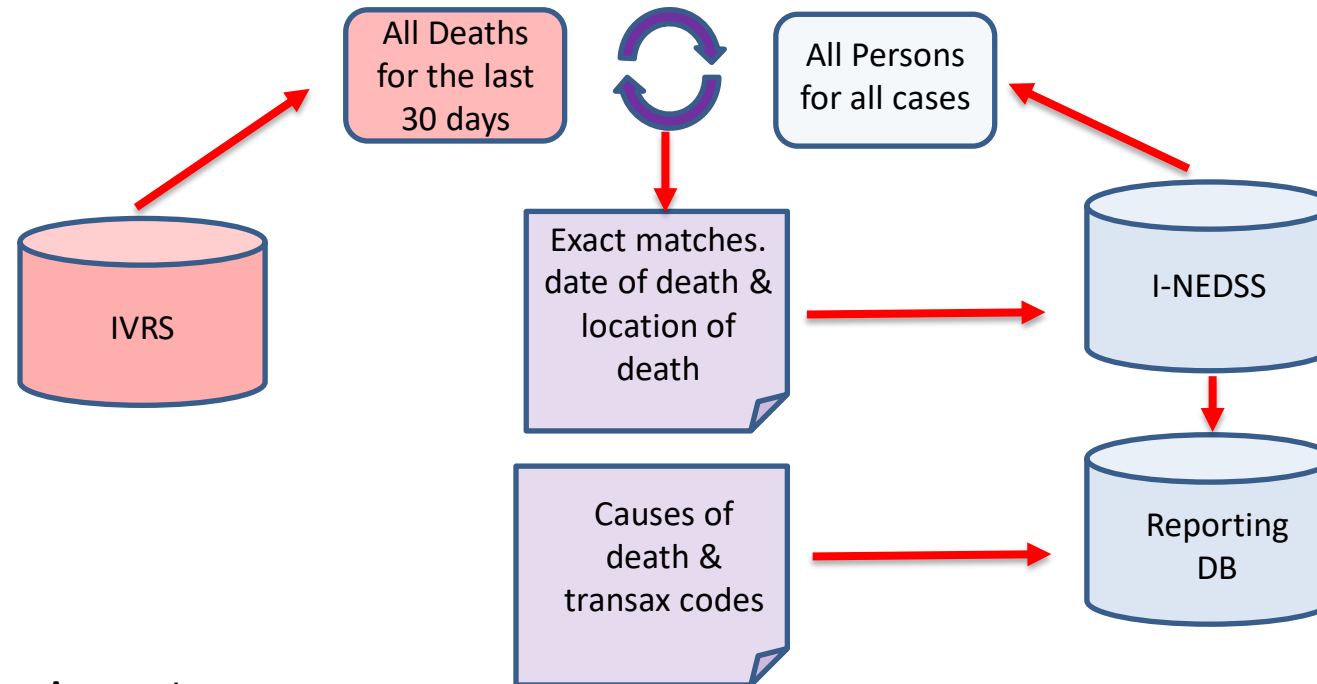 All Deaths
for the last
30 days
All Persons
for all cases
IVRS
Exact matches.
date of death &
location of
death
I-NEDSS
Causes of
death &
transax codes
Reporting
DB